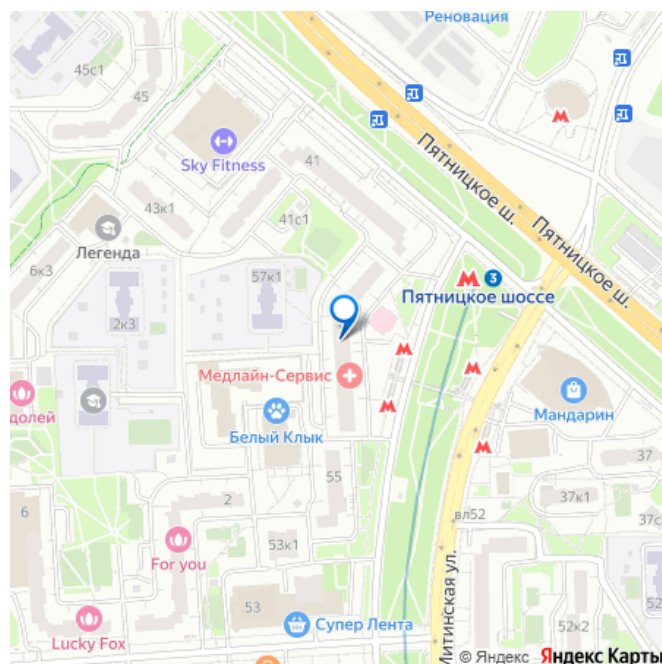 Реновация
45с1
45
Sky Fitness
41
Пятницкое ш.
Пятницкое ш.
43к1
41с1
Легенда
6к3
57к1
3
Пятницкое шоссе
2к3
Медлайн-Сервис
Мандарин
долей
Белый Клык
37
55
2
37к1
6
вл52
37с
53к1
For you
Митинская ул.
53
52
Супер Лента
52к2
Lucky Fox
© Яндекс Яндекс Карты